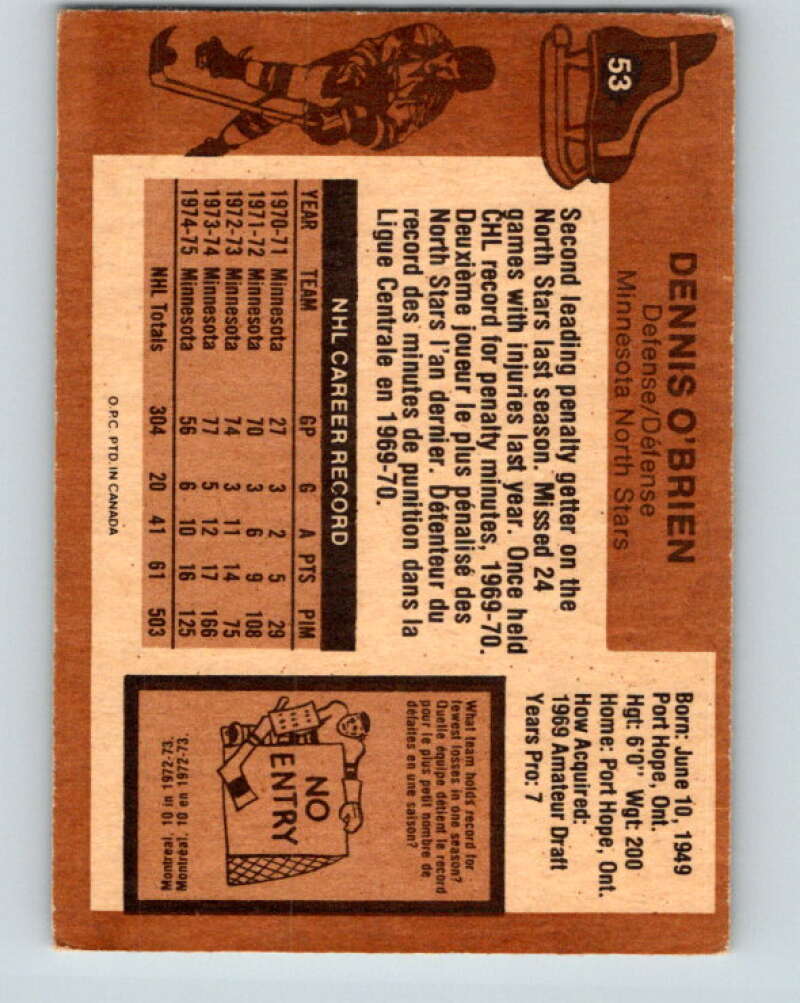 53
DENNIS O'BRIEN
Defense/Défense
Minnesota North Stars
Second leading penalty getter on the
North Stars last season. Missed 24
games with injuries last year. Once held
CHL record for penalty minutes, 1969-70.
Deuxième joueur le plus pénalisé des
North Stars l'an dernier. Détenteur du
record des minutes de punition dans la
Ligue Centrale en 1969-70.
Born: June 10, 1949
Port Hope, Ont.
Hgt: 6'0" Wgt: 200
Home: Port Hope, Ont.
How Acquired:
1969 Amateur Draft
Years Pro: 7
NHL CAREER RECORD
YEAR TEAM GP G A PTS PIM
1970-71 Minnesota 27 3 2 5 29
1971-72 Minnesota 70 3 6 9 108
1972-73 Minnesota 74 3 11 14 75
1973-74 Minnesota 77 5 12 17 166
1974-75 Minnesota 56 6 10 16 125
NHL Totals 304 20 41 61 503
What team holds record for
fewest losses in one season?
Quelle équipe détient le record
pour le plus petit nombre de
défaites en une saison?
NO
ENTRY
Montreal, 10 in 1972-73.
Montréal, 10 en 1972-73.
O.P.C. PTD. IN CANADA